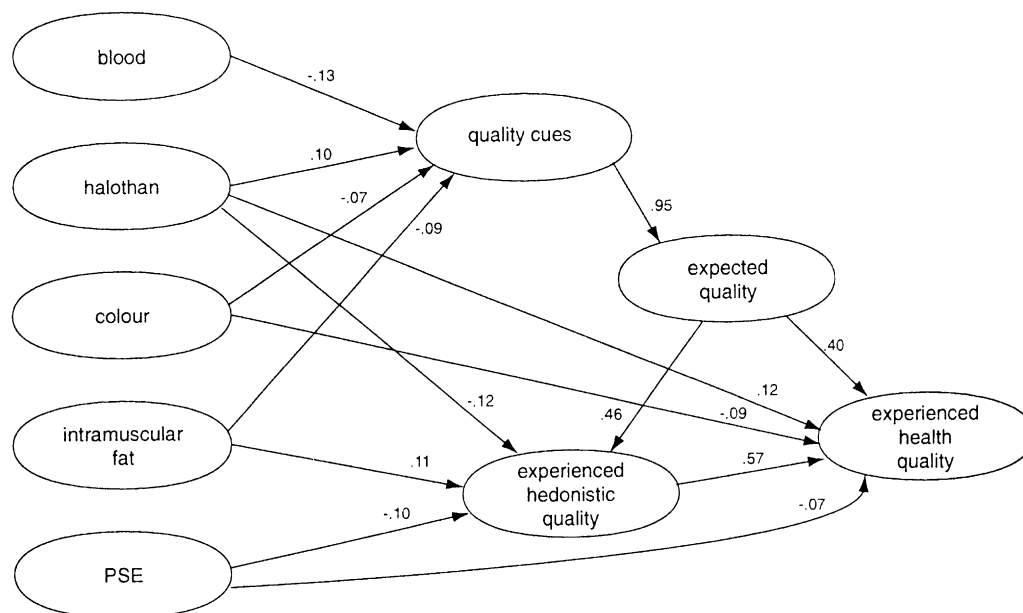 blood
-.13
quality cues
halothan
.10
-.07
-.09
.95
expected
quality
colour
.40
-.12
.46
.12
-.09
experienced
health
quality
intramuscular
fat
.11
experienced
hedonistic
quality
.57
-.10
-.07
PSE